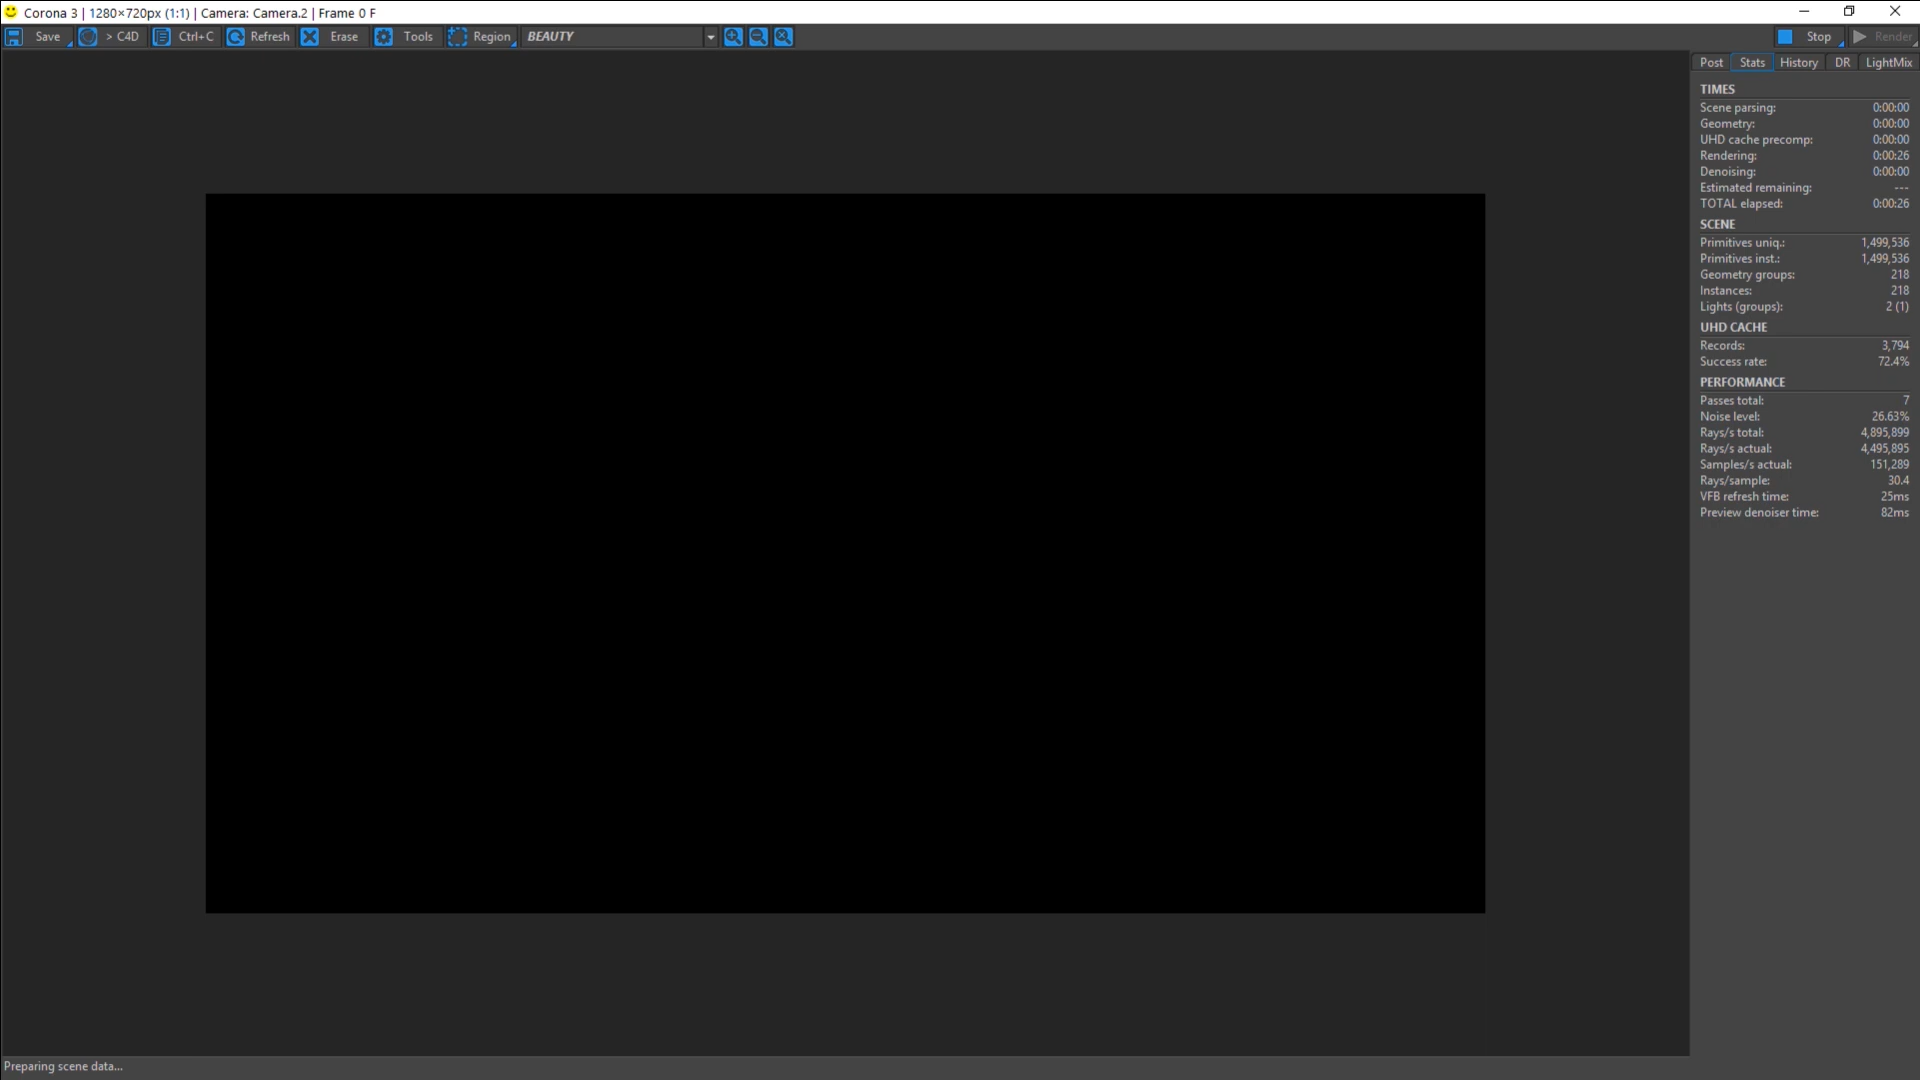 Corona 3 | 1280×720px (1:1) | Camera: Camera.2 | Frame 0 F
Save > C4D Ctrl+C Refresh Erase Tools Region BEAUTY Stop Render
Post Stats History DR LightMix
TIMES
Scene parsing: 0:00:00
Geometry: 0:00:00
UHD cache precomp: 0:00:00
Rendering: 0:00:26
Denoising: 0:00:00
Estimated remaining: ---
TOTAL elapsed: 0:00:26
SCENE
Primitives uniq.: 1,499,536
Primitives inst.: 1,499,536
Geometry groups: 218
Instances: 218
Lights (groups): 2 (1)
UHD CACHE
Records: 3,794
Success rate: 72.4%
PERFORMANCE
Passes total: 7
Noise level: 26.63%
Rays/s total: 4,895,899
Rays/s actual: 4,495,895
Samples/s actual: 151,289
Rays/sample: 30.4
VFB refresh time: 25ms
Preview denoiser time: 82ms
Preparing scene data...